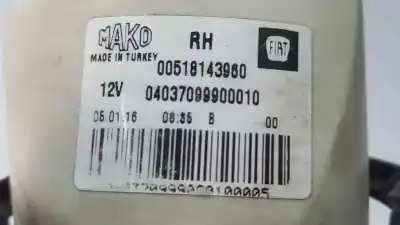 MAKO RH FIAT
MADE IN TURKEY
00518143960
12V 04037099900010
05.01.16 08:35 B 00